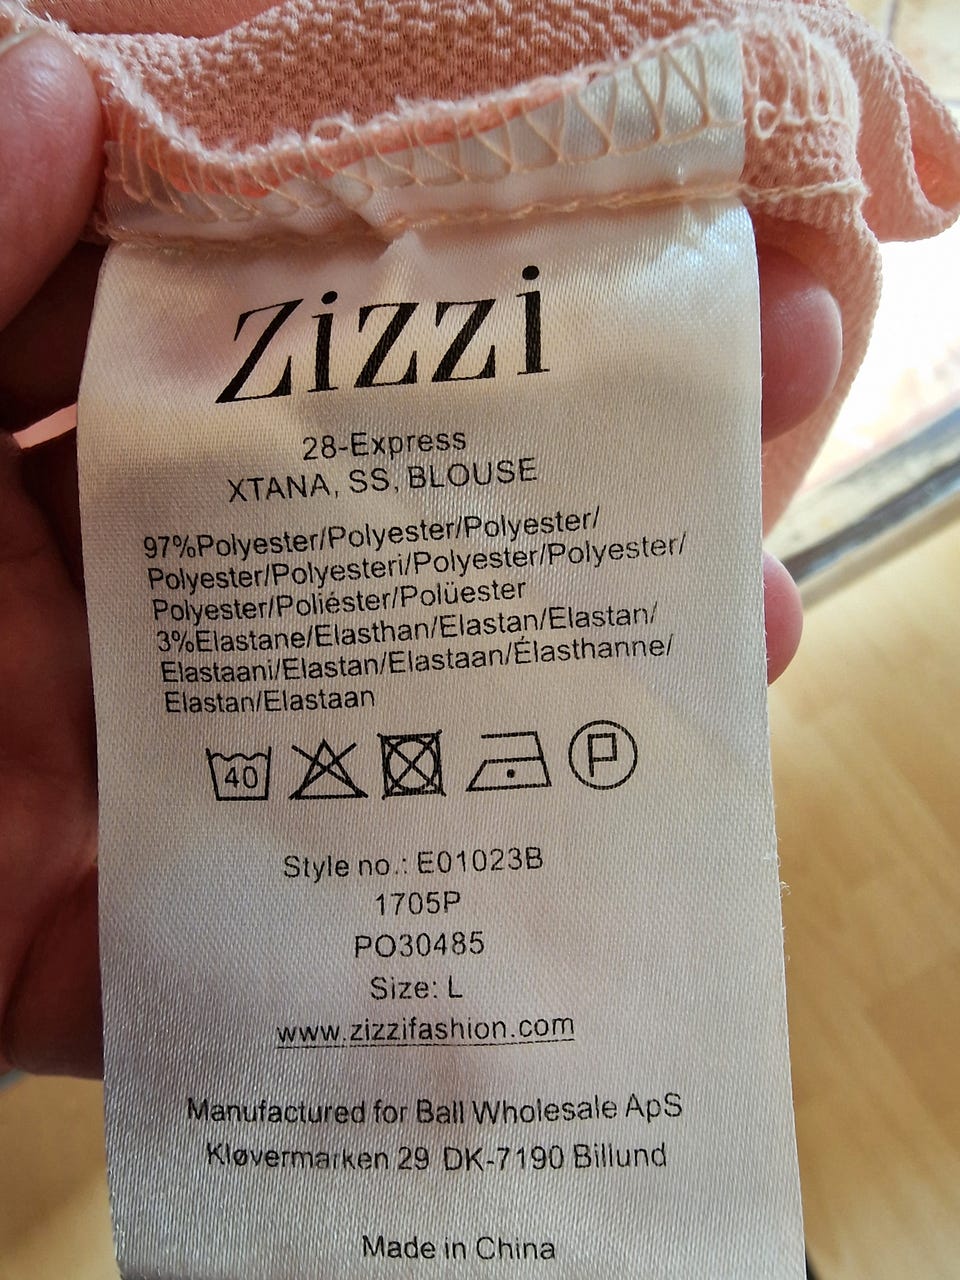 Zizzi
28-Express
XTANA, SS, BLOUSE
97%Polyester/Polyester/Polyester/
Polyester/Polyesteri/Polyester/Polyester/
Polyester/Poliéster/Polüester
3%Elastane/Elasthan/Elastan/Elastan/
Elastaani/Elastan/Elastaan/Élasthanne/
Elastan/Elastaan
40 P
Style no.: E01023B
1705P
PO30485
Size: L
www.zizzifashion.com
Manufactured for Ball Wholesale ApS
Kløvermarken 29 DK-7190 Billund
Made in China